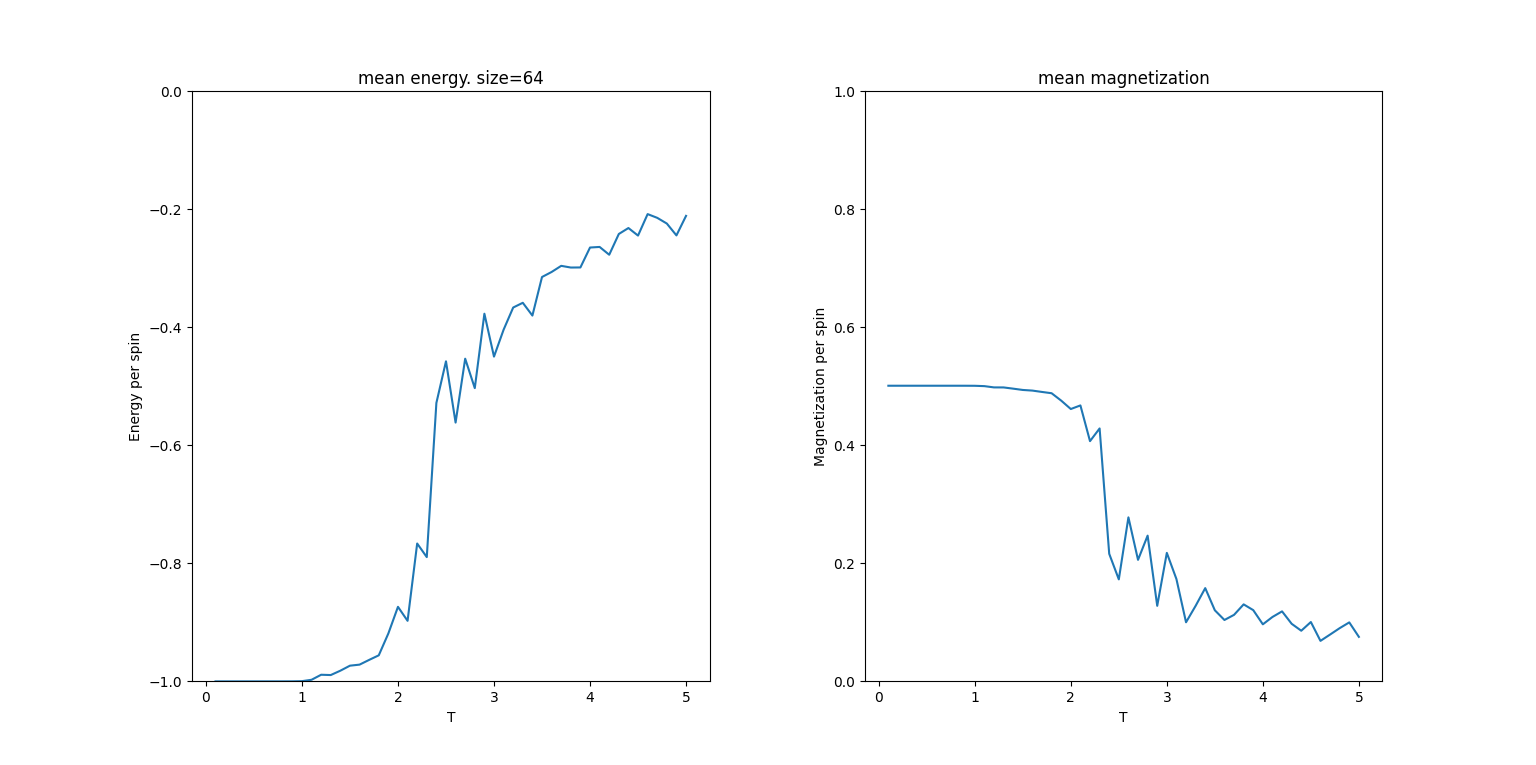 mean energy. size=64
0.0
−0.2
−0.4
−0.6
−0.8
−1.0
Energy per spin
0 1 2 3 4 5
T
mean magnetization
1.0
0.8
0.6
0.4
0.2
0.0
Magnetization per spin
0 1 2 3 4 5
T